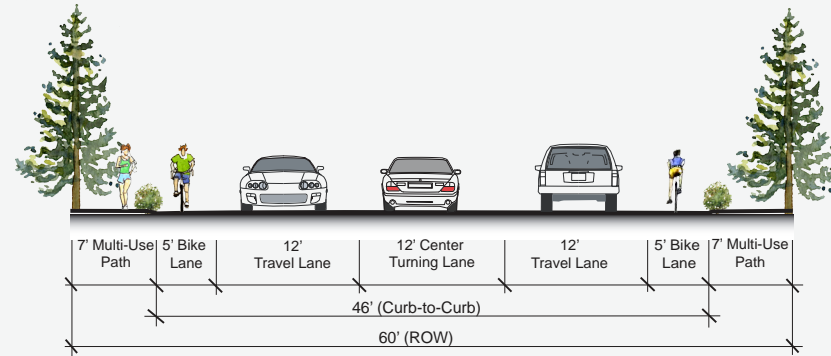 7’ Multi-Use
Path
5’ Bike
Lane
12’
Travel Lane
12’ Center
Turning Lane
12’
Travel Lane
5’ Bike
Lane
7’ Multi-Use
Path
46’ (Curb-to-Curb)
60’ (ROW)